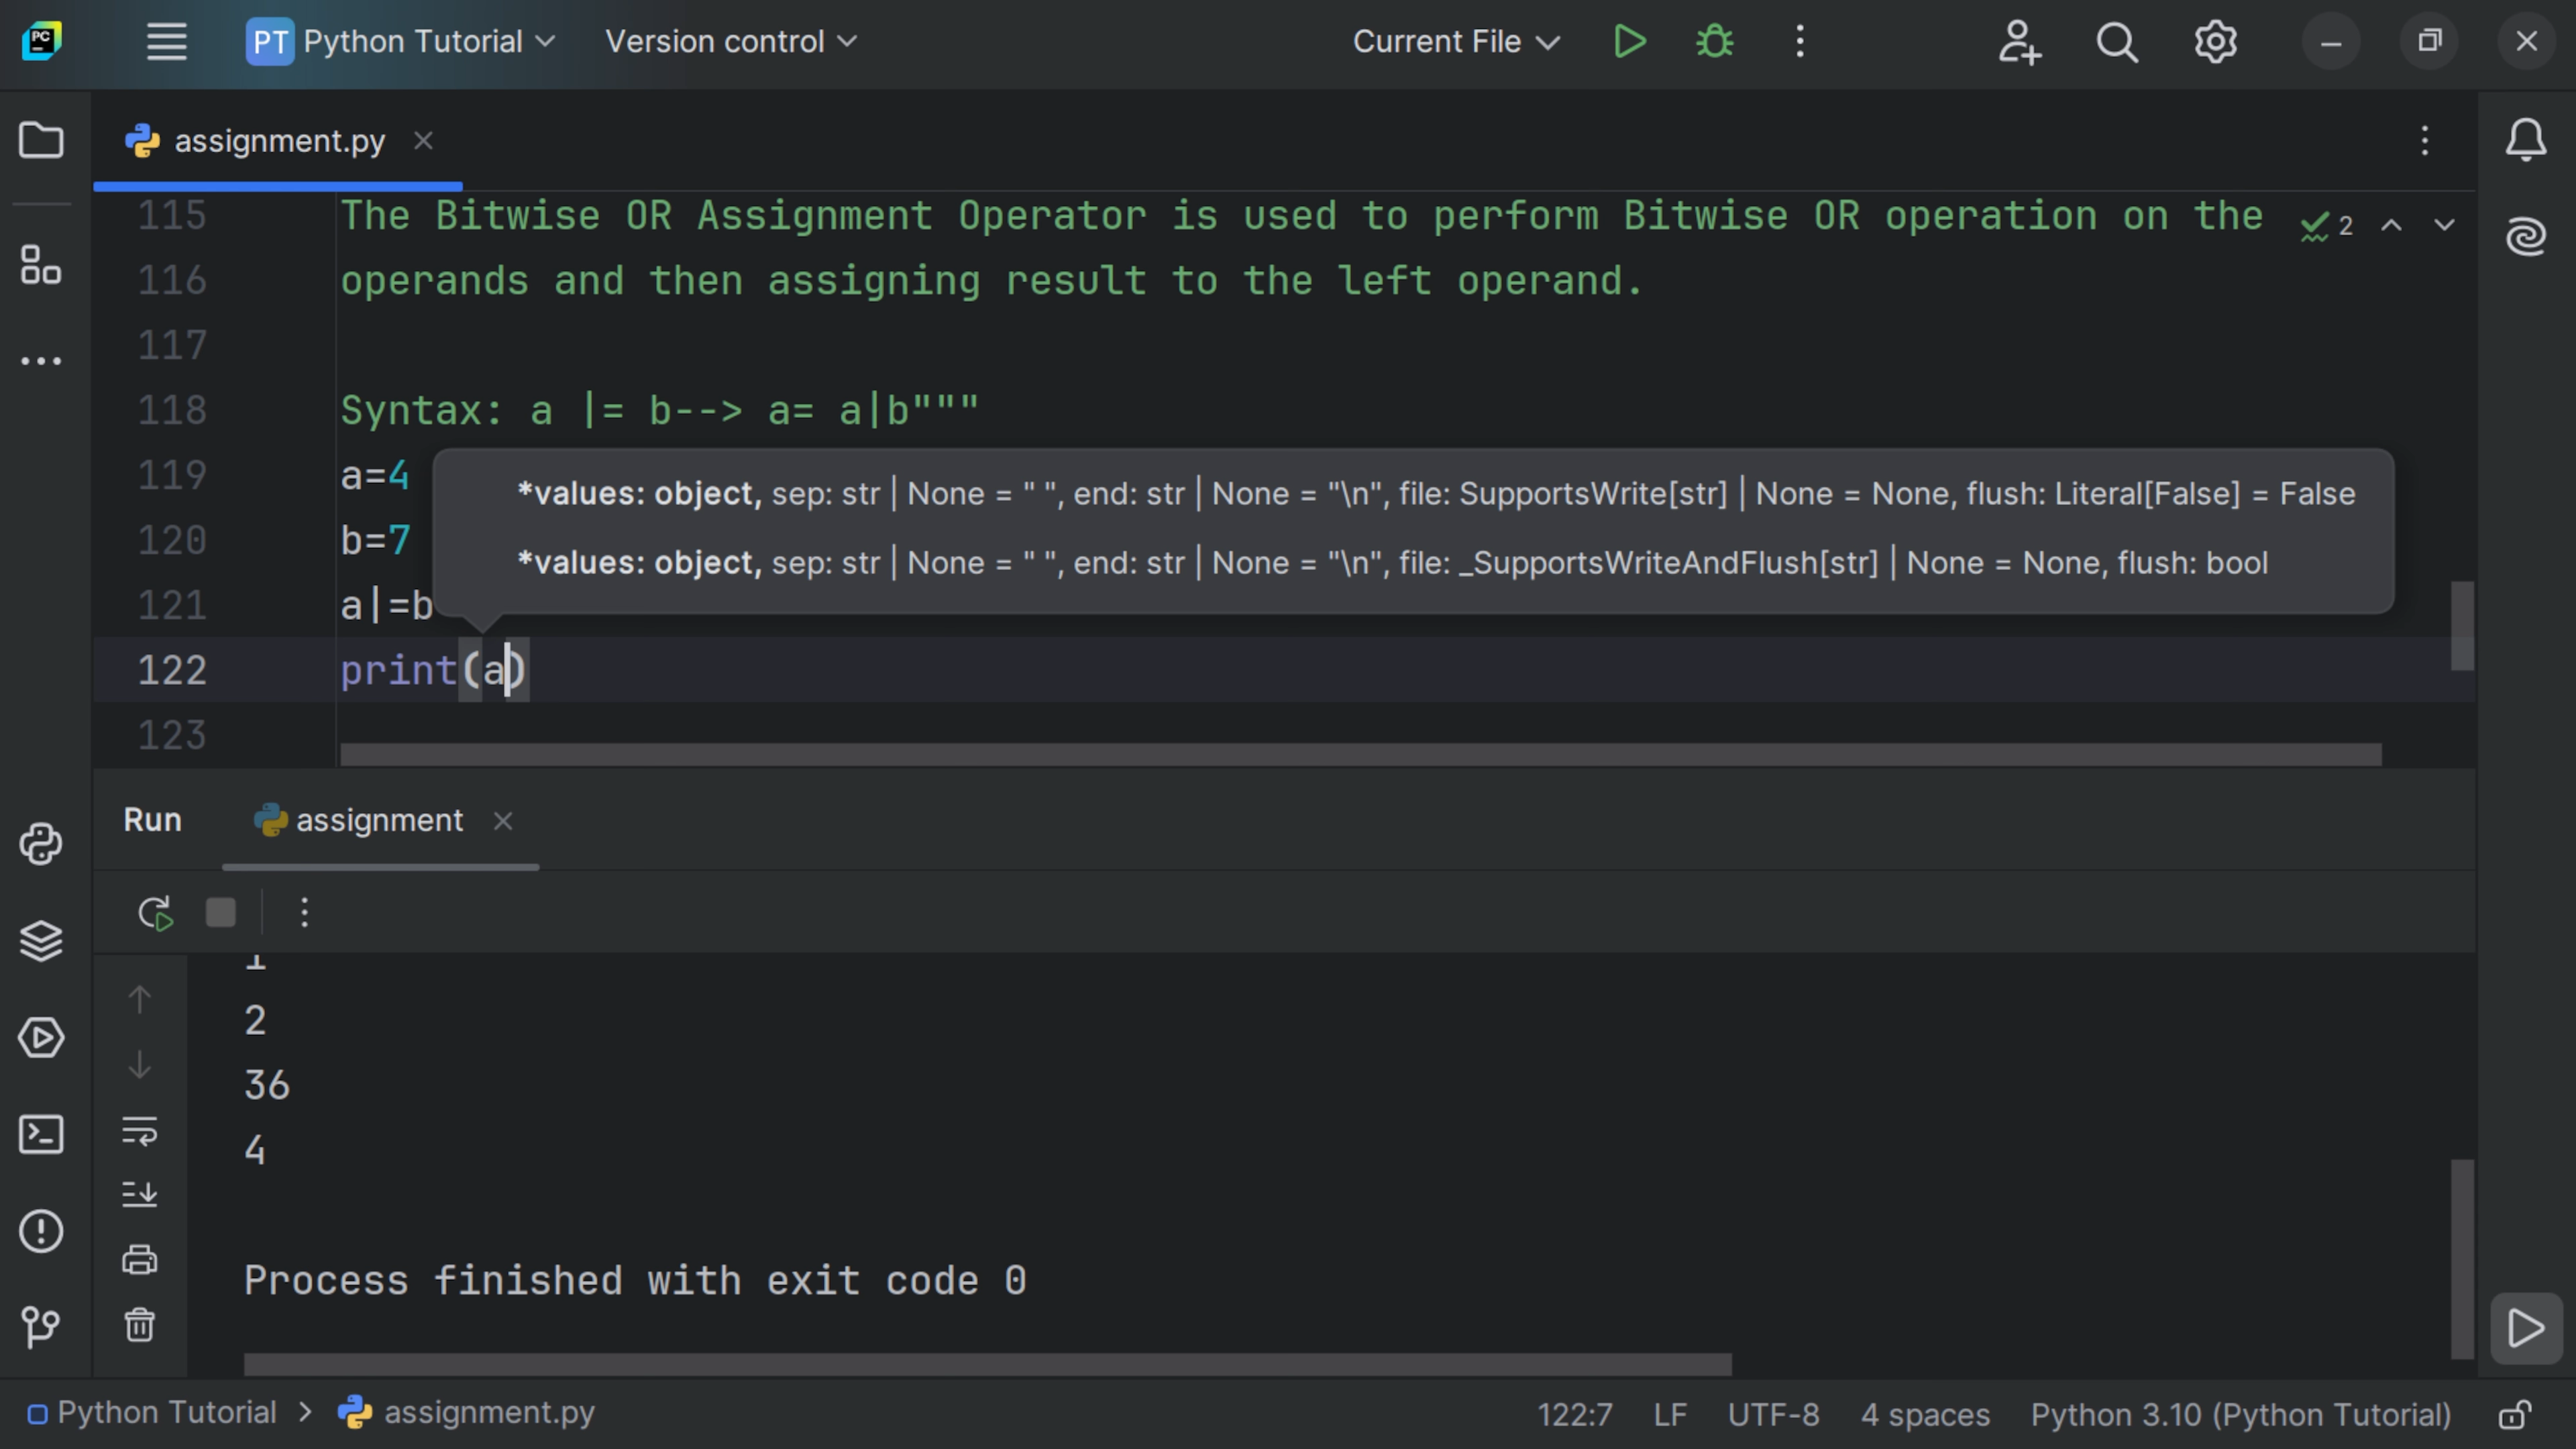 PC
PT Python Tutorial
Version control
Current File
assignment.py
115 The Bitwise OR Assignment Operator is used to perform Bitwise OR operation on the
2
116 operands and then assigning result to the left operand.
117
118 Syntax: a |= b--> a= a|b"""
119 a=4
*values: object, sep: str | None = " ", end: str | None = "\n", file: SupportsWrite[str] | None = None, flush: Literal[False] = False
120 b=7
*values: object, sep: str | None = " ", end: str | None = "\n", file: _SupportsWriteAndFlush[str] | None = None, flush: bool
121 a|=b
122 print(a)
123
Run assignment
1
2
36
4
Process finished with exit code 0
Python Tutorial > assignment.py
122:7 LF UTF-8 4 spaces Python 3.10 (Python Tutorial)